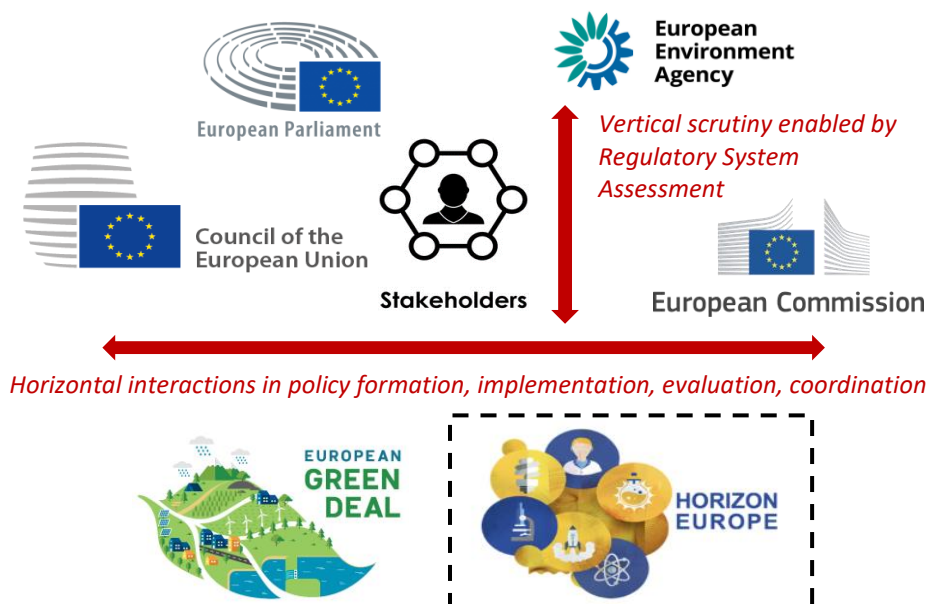 European Parliament
European
Environment
Agency
Vertical scrutiny enabled by
Regulatory System
Assessment
Council of the
European Union
Stakeholders
European Commission
Horizontal interactions in policy formation, implementation, evaluation, coordination
EUROPEAN
GREEN
DEAL
HORIZON
EUROPE